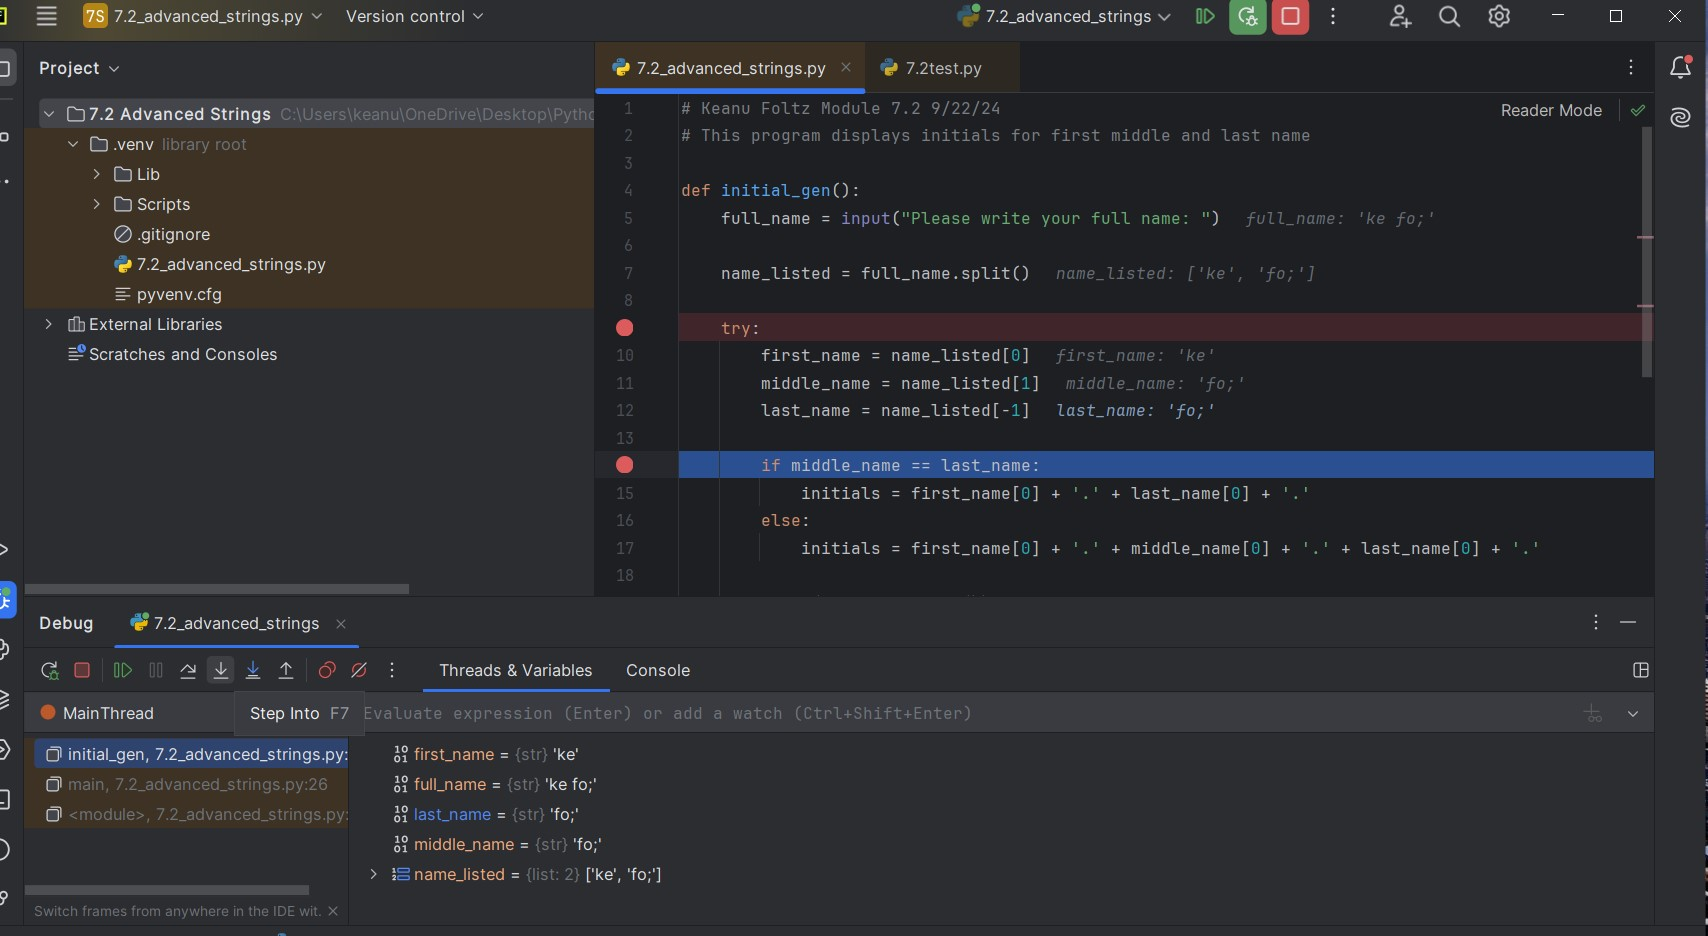 7S 7.2_advanced_strings.py Version control 7.2_advanced_strings
Project
7.2 Advanced Strings C:\Users\keanu\OneDrive\Desktop\Pytho
.venv library root
Lib
Scripts
.gitignore
7.2_advanced_strings.py
pyvenv.cfg
External Libraries
Scratches and Consoles
7.2_advanced_strings.py 7.2test.py
Reader Mode
1 # Keanu Foltz Module 7.2 9/22/24
2 # This program displays initials for first middle and last name
3
4 def initial_gen():
5 full_name = input("Please write your full name: ") full_name: 'ke fo;'
6
7 name_listed = full_name.split() name_listed: ['ke', 'fo;']
8
try:
10 first_name = name_listed[0] first_name: 'ke'
11 middle_name = name_listed[1] middle_name: 'fo;'
12 last_name = name_listed[-1] last_name: 'fo;'
13
if middle_name == last_name:
15 initials = first_name[0] + '.' + last_name[0] + '.'
16 else:
17 initials = first_name[0] + '.' + middle_name[0] + '.' + last_name[0] + '.'
18
Debug 7.2_advanced_strings
Threads & Variables Console
MainThread
Step Into F7
Evaluate expression (Enter) or add a watch (Ctrl+Shift+Enter)
initial_gen, 7.2_advanced_strings.py:
main, 7.2_advanced_strings.py:26
<module>, 7.2_advanced_strings.py:
first_name = {str} 'ke'
full_name = {str} 'ke fo;'
last_name = {str} 'fo;'
middle_name = {str} 'fo;'
name_listed = {list: 2} ['ke', 'fo;']
Switch frames from anywhere in the IDE wit.